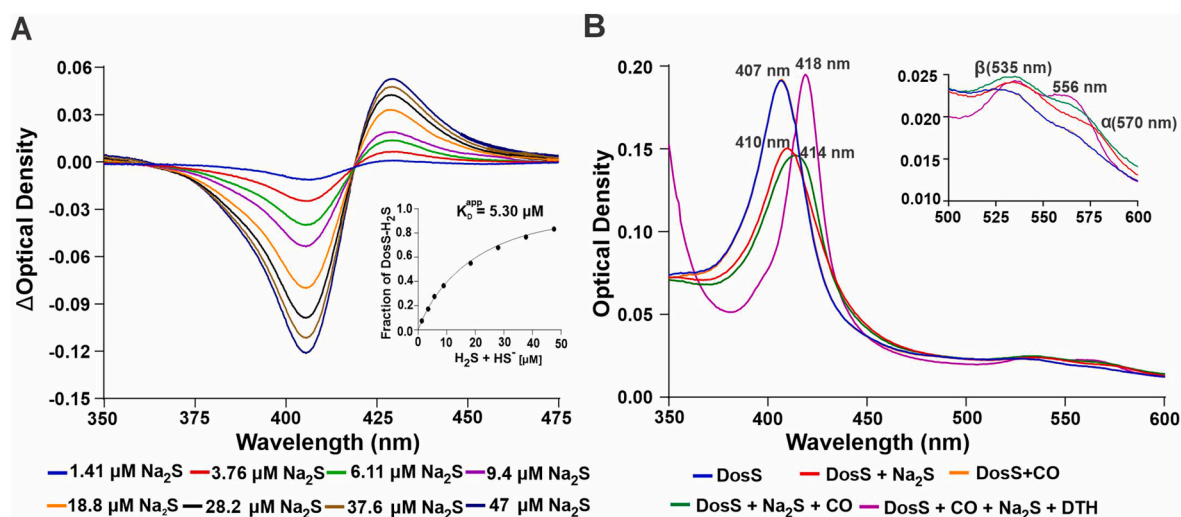 A
0.06
0.03
0.00
-0.03
-0.06
-0.09
-0.12
-0.15
ΔOptical Density
350
375
400
425
450
475
Wavelength (nm)
K_D^app = 5.30 µM
Fraction of DosS-H₂S
1.0
0.8
0.6
0.4
0.2
0.0
0
10
20
30
40
50
H₂S + HS⁻ [µM]
1.41 µM Na₂S
3.76 µM Na₂S
6.11 µM Na₂S
9.4 µM Na₂S
18.8 µM Na₂S
28.2 µM Na₂S
37.6 µM Na₂S
47 µM Na₂S
B
0.20
0.15
0.10
0.05
0.00
Optical Density
407 nm
418 nm
410 nm
414 nm
350
400
450
500
550
600
Wavelength (nm)
0.025
0.020
0.015
0.010
β(535 nm)
556 nm
α(570 nm)
500
525
550
575
600
DosS
DosS + Na₂S
DosS+CO
DosS + Na₂S + CO
DosS + CO + Na₂S + DTH